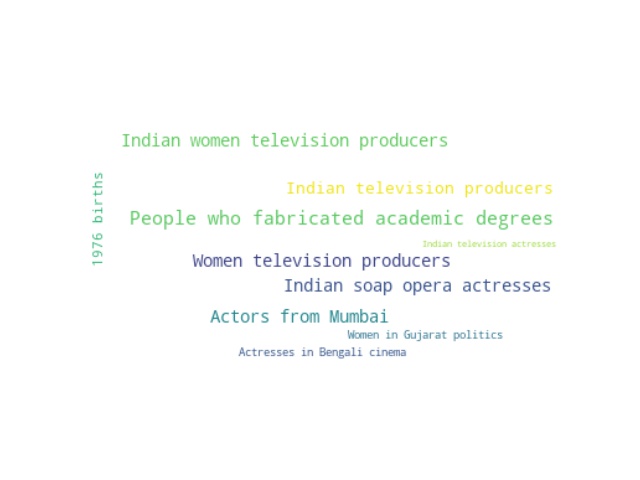 Indian women television producers
1976 births
Indian television producers
People who fabricated academic degrees
Indian television actresses
Women television producers
Indian soap opera actresses
Actors from Mumbai
Women in Gujarat politics
Actresses in Bengali cinema